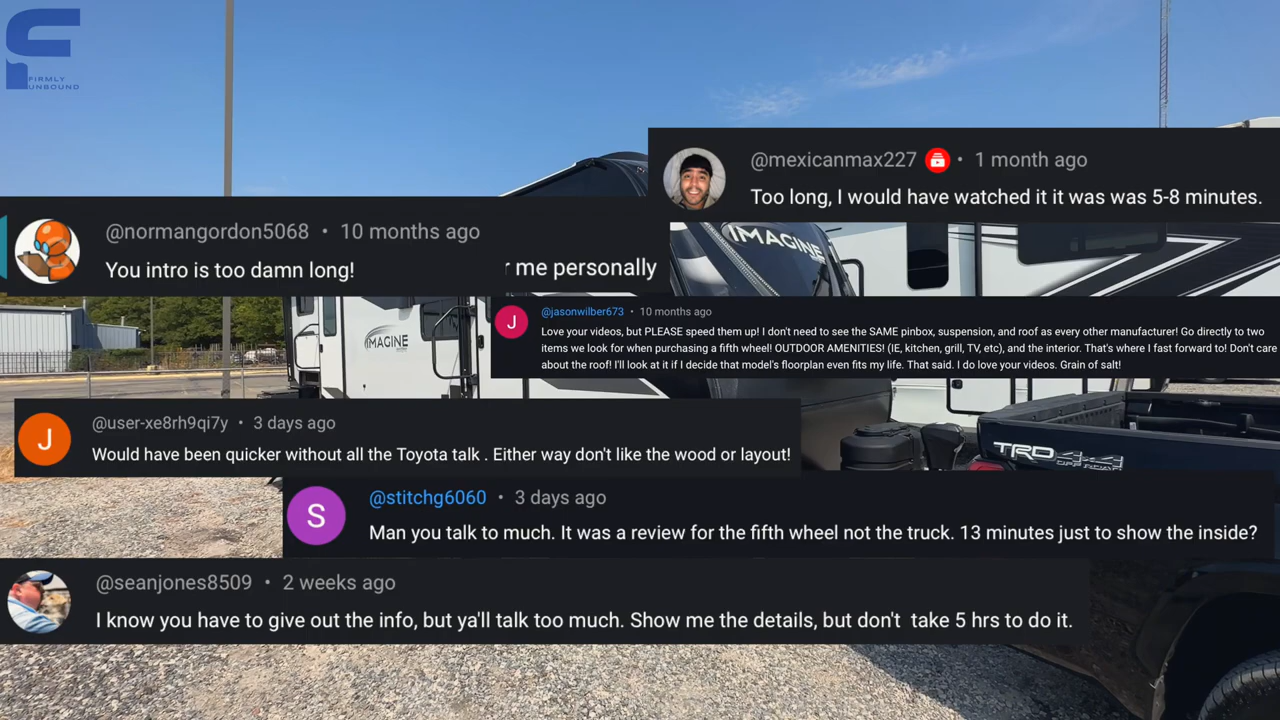 FIRMLY
UNBOUND
@mexicanmax227 • 1 month ago
Too long, I would have watched it it was was 5-8 minutes.
@normangordon5068 • 10 months ago
You intro is too damn long!
r me personally
IMAGINE
IMAGINE
@jasonwilber673 • 10 months ago
Love your videos, but PLEASE speed them up! I don't need to see the SAME pinbox, suspension, and roof as every other manufacturer! Go directly to two
items we look for when purchasing a fifth wheel! OUTDOOR AMENITIES! (IE, kitchen, grill, TV, etc), and the interior. That's where I fast forward to! Don't care
about the roof! I'll look at it if I decide that model's floorplan even fits my life. That said. I do love your videos. Grain of salt!
J
J
@user-xe8rh9qi7y • 3 days ago
Would have been quicker without all the Toyota talk . Either way don't like the wood or layout!
TRD 4x4
OFF ROAD
S
@stitchg6060 • 3 days ago
Man you talk to much. It was a review for the fifth wheel not the truck. 13 minutes just to show the inside?
@seanjones8509 • 2 weeks ago
I know you have to give out the info, but ya'll talk too much. Show me the details, but don't take 5 hrs to do it.